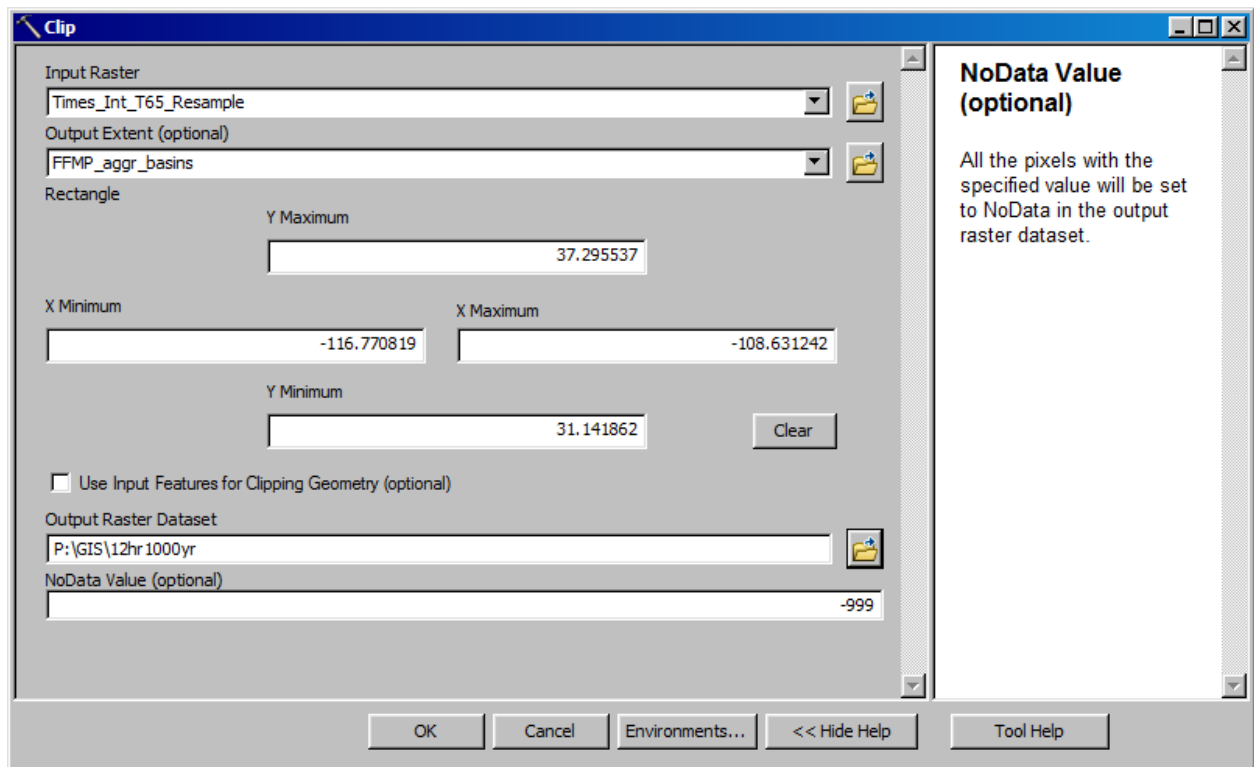 Clip
Input Raster
Times_Int_T65_Resample
Output Extent (optional)
FFMP_aggr_basins
Rectangle
Y Maximum
37.295537
X Minimum
X Maximum
-116.770819
-108.631242
Y Minimum
31.141862
Clear
Use Input Features for Clipping Geometry (optional)
Output Raster Dataset
P:\GIS\12hr1000yr
NoData Value (optional)
-999
NoData Value
(optional)
All the pixels with the
specified value will be set
to NoData in the output
raster dataset.
OK
Cancel
Environments...
<< Hide Help
Tool Help